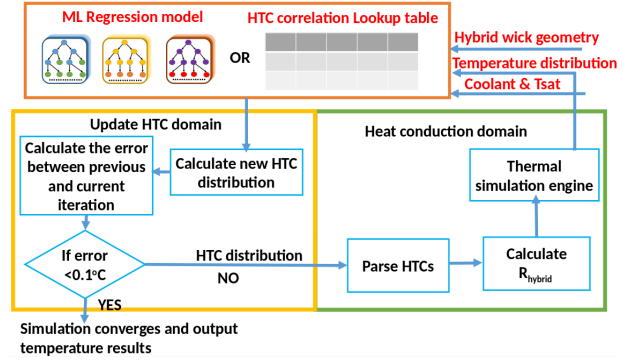 ML Regression model
HTC correlation Lookup table
OR
Hybrid wick geometry
Temperature distribution
Coolant & Tsat
Update HTC domain
Heat conduction domain
Calculate the error
between previous
and current
iteration
Calculate new HTC
distribution
Thermal
simulation engine
If error
<0.1°C
HTC distribution
NO
Parse HTCs
Calculate
Rhybrid
YES
Simulation converges and output
temperature results